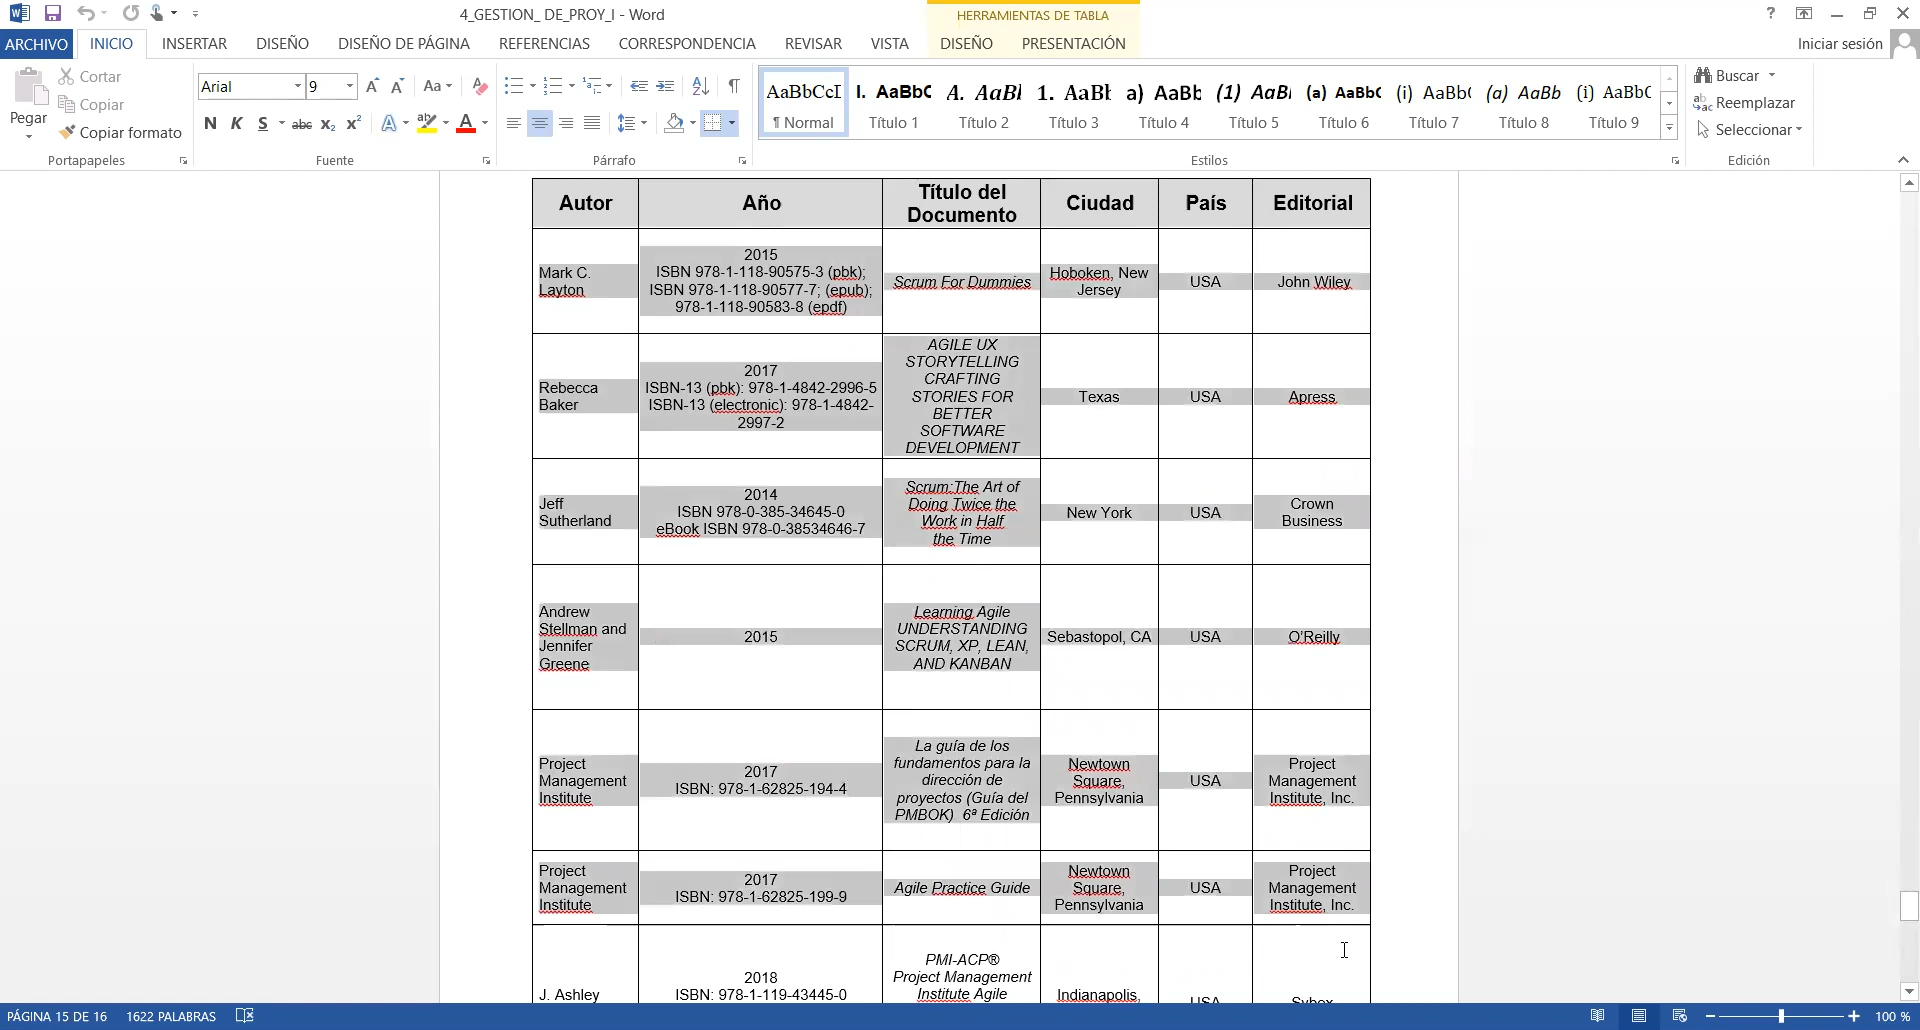 4_GESTION_ DE_PROY_I - Word
HERRAMIENTAS DE TABLA
ARCHIVO INICIO INSERTAR DISEÑO DISEÑO DE PÁGINA REFERENCIAS CORRESPONDENCIA REVISAR VISTA DISEÑO PRESENTACIÓN Iniciar sesión
Pegar
Cortar
Copiar
Copiar formato
Portapapeles
Arial 9
Aa
N K S abc x₂ x²
Fuente
Párrafo
AaBbCcI I. AaBbC A. AaBl 1. AaBl a) AaBb (1) AaBl (a) AaBbC (i) AaBbC (a) AaBb (i) AaBbC
¶ Normal Título 1 Título 2 Título 3 Título 4 Título 5 Título 6 Título 7 Título 8 Título 9
Estilos
Buscar
Reemplazar
Seleccionar
Edición
Autor Año Título del Documento Ciudad País Editorial
Mark C.
Layton
2015
ISBN 978-1-118-90575-3 (pbk);
ISBN 978-1-118-90577-7; (epub);
978-1-118-90583-8 (epdf)
Scrum For Dummies
Hoboken, New
Jersey
USA
John Wiley
Rebecca
Baker
2017
ISBN-13 (pbk): 978-1-4842-2996-5
ISBN-13 (electronic): 978-1-4842-
2997-2
AGILE UX
STORYTELLING
CRAFTING
STORIES FOR
BETTER
SOFTWARE
DEVELOPMENT
Texas
USA
Apress
Jeff
Sutherland
2014
ISBN 978-0-385-34645-0
eBook ISBN 978-0-38534646-7
Scrum:The Art of
Doing Twice the
Work in Half
the Time
New York
USA
Crown
Business
Andrew
Stellman and
Jennifer
Greene
2015
Learning Agile
UNDERSTANDING
SCRUM, XP, LEAN,
AND KANBAN
Sebastopol, CA
USA
O'Reilly
Project
Management
Institute
2017
ISBN: 978-1-62825-194-4
La guía de los
fundamentos para la
dirección de
proyectos (Guía del
PMBOK) 6ª Edición
Newtown
Square,
Pennsylvania
USA
Project
Management
Institute, Inc.
Project
Management
Institute
2017
ISBN: 978-1-62825-199-9
Agile Practice Guide
Newtown
Square,
Pennsylvania
USA
Project
Management
Institute, Inc.
J. Ashley
2018
ISBN: 978-1-119-43445-0
PMI-ACP®
Project Management
Institute Agile
Indianapolis,
USA
Sybex
PÁGINA 15 DE 16 1622 PALABRAS 100 %